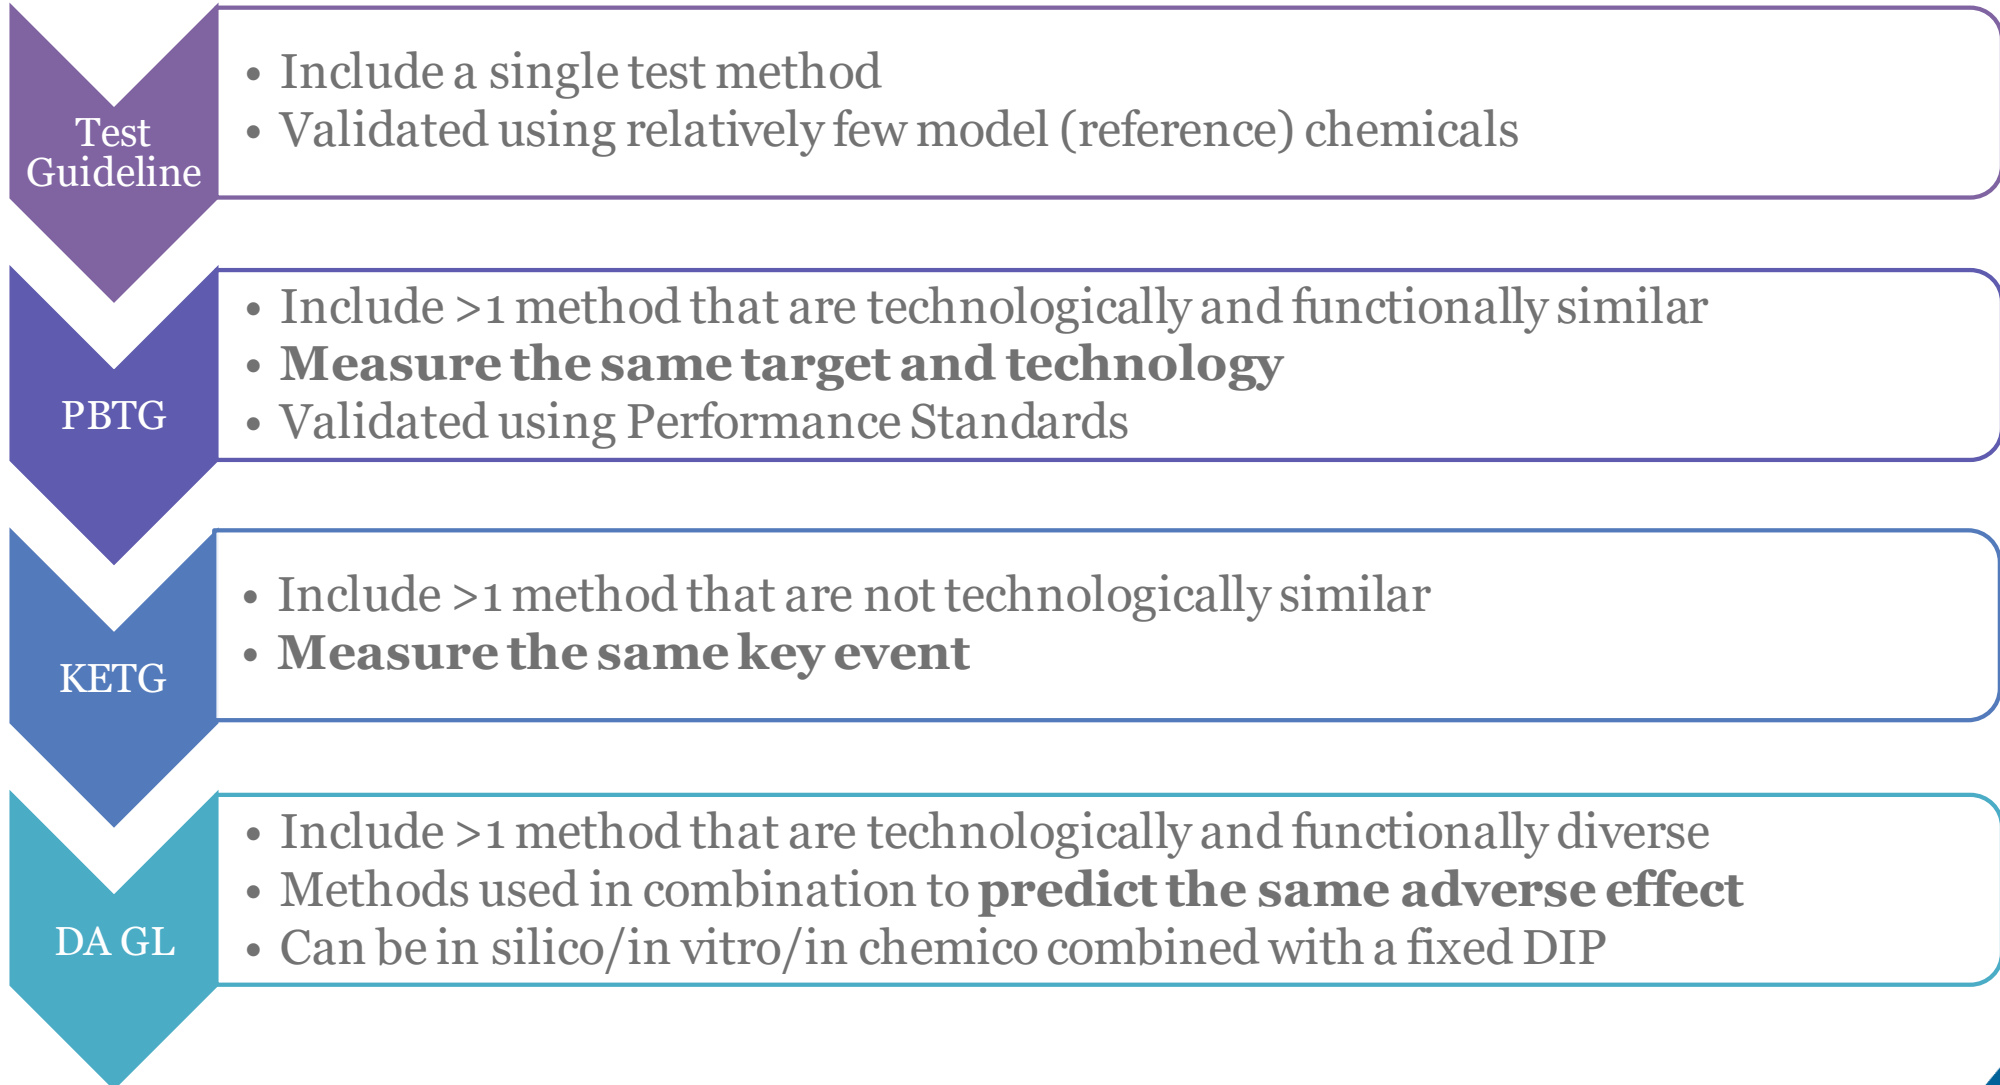 Test
Guideline
• Include a single test method
• Validated using relatively few model (reference) chemicals
PBTG
• Include >1 method that are technologically and functionally similar
• Measure the same target and technology
• Validated using Performance Standards
KETG
• Include >1 method that are not technologically similar
• Measure the same key event
DA GL
• Include >1 method that are technologically and functionally diverse
• Methods used in combination to predict the same adverse effect
• Can be in silico/in vitro/in chemico combined with a fixed DIP